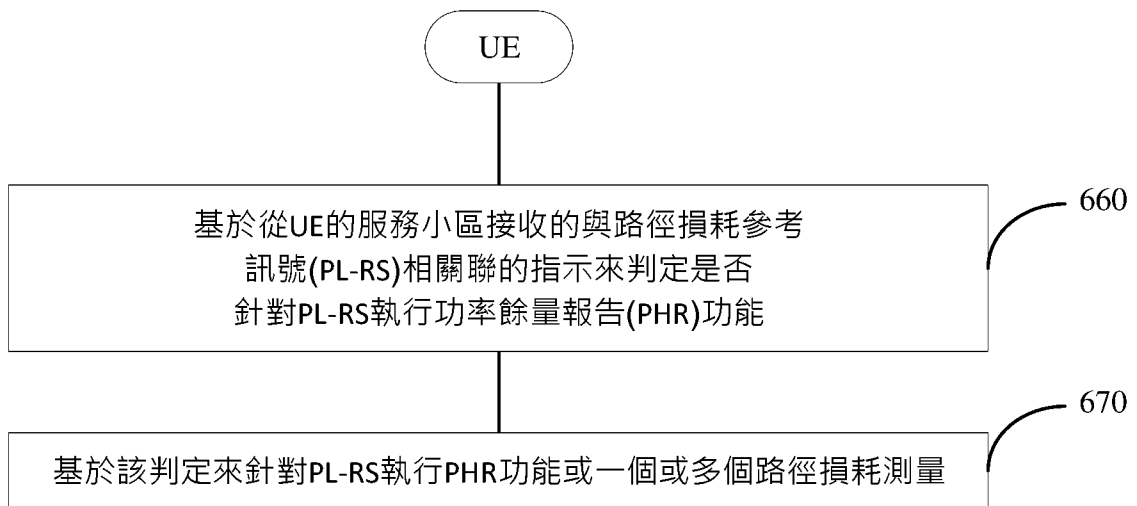 UE
基於從UE的服務小區接收的與路徑損耗參考
訊號(PL-RS)相關聯的指示來判定是否
針對PL-RS執行功率餘量報告(PHR)功能
660
基於該判定來針對PL-RS執行PHR功能或一個或多個路徑損耗測量
670